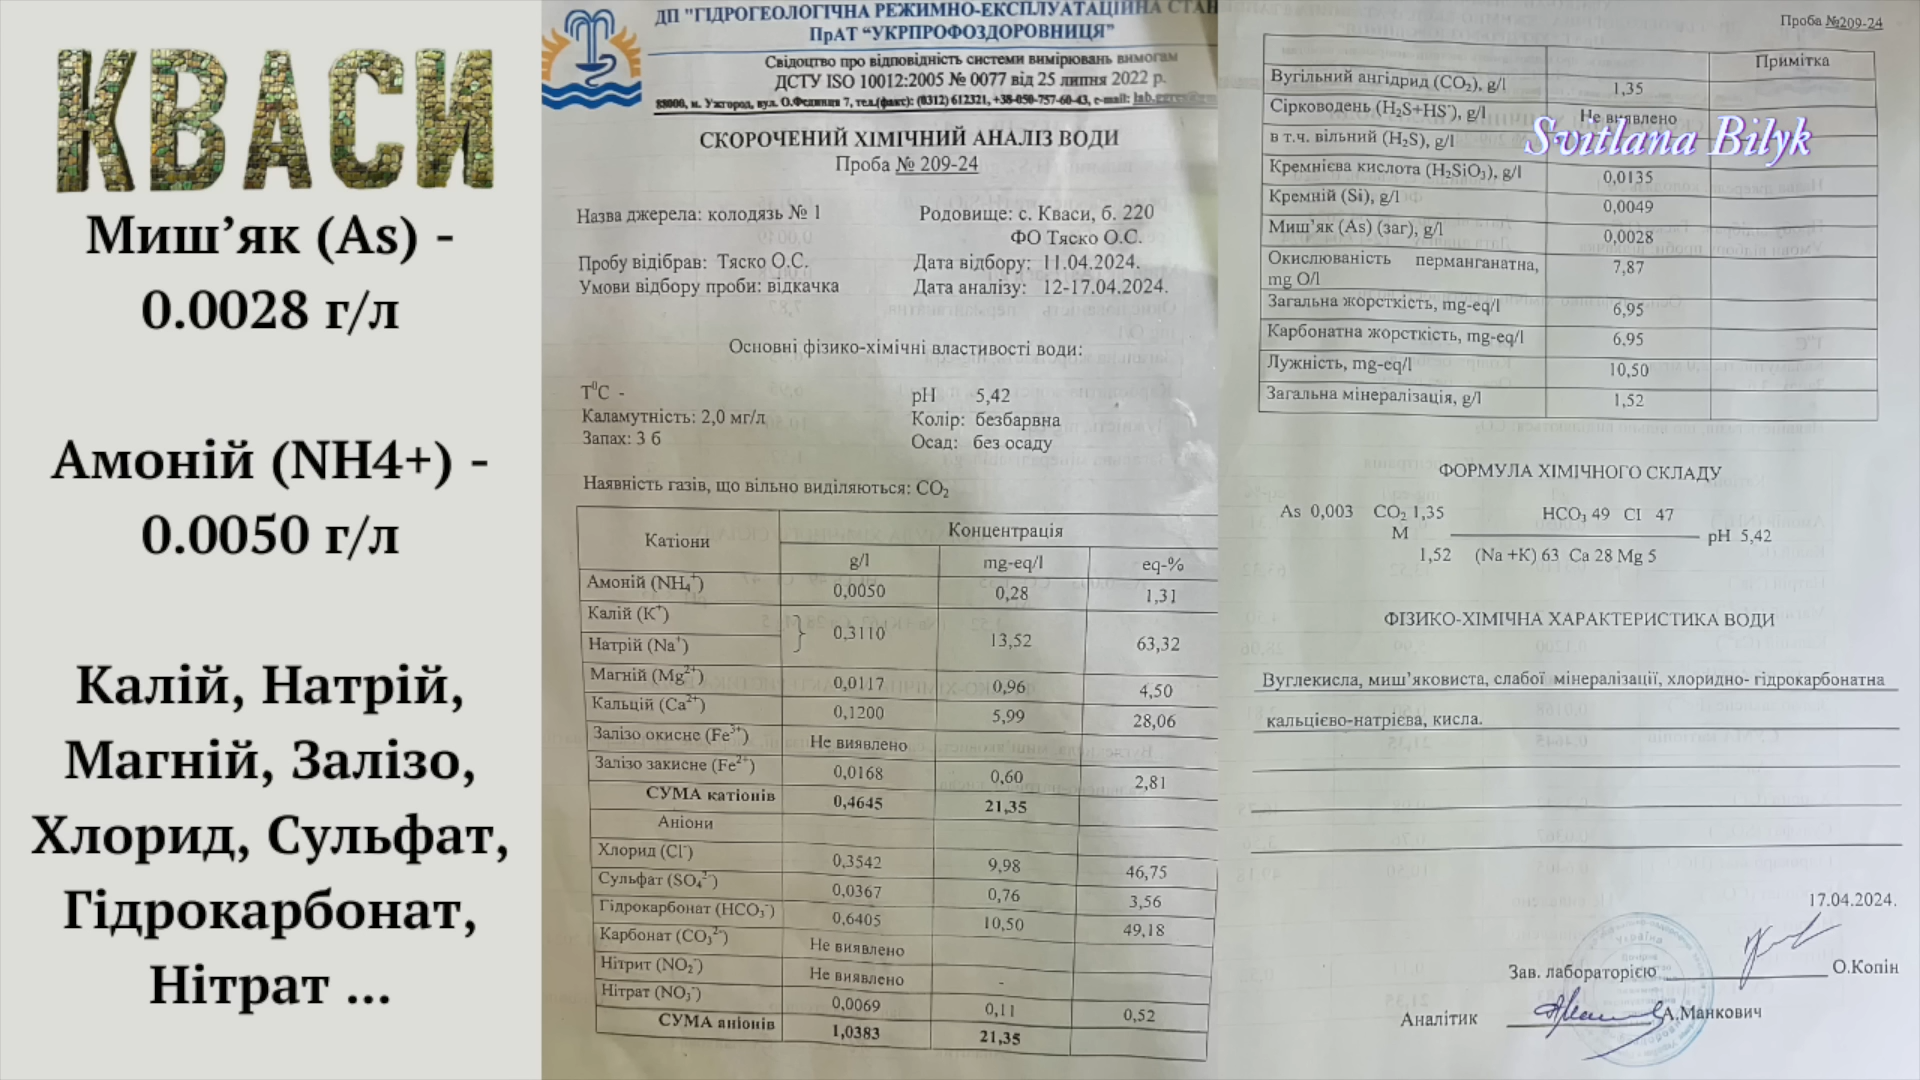 КВАСИ
Миш’як (As) -
0.0028 г/л
Амоній (NH4+) -
0.0050 г/л
Калій, Натрій,
Магній, Залізо,
Хлорид, Сульфат,
Гідрокарбонат,
Нітрат ...
ДП "ГІДРОГЕОЛОГІЧНА РЕЖИМНО-ЕКСПЛУАТАЦІЙНА СТАН
ПрАТ “УКРПРОФОЗДОРОВНИЦЯ”
Свідоцтво про відповідність системи вимірювань вимогам
ДСТУ ISO 10012:2005 № 0077 від 25 липня 2022 р.
88000, м. Ужгород, вул. О.Фединця 7, тел.(факс): (0312) 612321, +38-050-757-60-43, e-mail:
СКОРОЧЕНИЙ ХІМІЧНИЙ АНАЛІЗ ВОДИ
Проба № 209-24
Назва джерела: колодязь № 1 Родовище: с. Кваси, б. 220
ФО Тяско О.С.
Пробу відібрав: Тяско О.С. Дата відбору: 11.04.2024.
Умови відбору проби: відкачка Дата аналізу: 12-17.04.2024.
Основні фізико-хімічні властивості води:
T⁰C - pH 5,42
Каламутність: 2,0 мг/л Колір: безбарвна
Запах: 3 б Осад: без осаду
Наявність газів, що вільно виділяються: CO₂
Катіони Концентрація
g/l mg-eq/l eq-%
Амоній (NH₄⁺) 0,0050 0,28 1,31
Калій (K⁺)
} 0,3110 13,52 63,32
Натрій (Na⁺)
Магній (Mg²⁺) 0,0117 0,96 4,50
Кальцій (Ca²⁺) 0,1200 5,99 28,06
Залізо окисне (Fe³⁺) Не виявлено
Залізо закисне (Fe²⁺) 0,0168 0,60 2,81
СУМА катіонів 0,4645 21,35
Аніони
Хлорид (Cl⁻) 0,3542 9,98 46,75
Сульфат (SO₄²⁻) 0,0367 0,76 3,56
Гідрокарбонат (HCO₃⁻) 0,6405 10,50 49,18
Карбонат (CO₃²⁻) Не виявлено
Нітрит (NO₂⁻) Не виявлено -
Нітрат (NO₃⁻) 0,0069 0,11 0,52
СУМА аніонів 1,0383 21,35
Проба №209-24
Примітка
Вугільний ангідрид (CO₂), g/l 1,35
Сірководень (H₂S+HS⁻), g/l Не виявлено
Svitlana Bilyk
в т.ч. вільний (H₂S), g/l
Кремнієва кислота (H₂SiO₃), g/l 0,0135
Кремній (Si), g/l 0,0049
Миш’як (As) (заг), g/l 0,0028
Окислюваність перманганатна, 7,87
mg O/l
Загальна жорсткість, mg-eq/l 6,95
Карбонатна жорсткість, mg-eq/l 6,95
Лужність, mg-eq/l 10,50
Загальна мінералізація, g/l 1,52
ФОРМУЛА ХІМІЧНОГО СКЛАДУ
As 0,003 CO₂ 1,35 HCO₃ 49 Cl 47
M pH 5,42
1,52 (Na +K) 63 Ca 28 Mg 5
ФІЗИКО-ХІМІЧНА ХАРАКТЕРИСТИКА ВОДИ
Вуглекисла, миш’яковиста, слабої мінералізації, хлоридно- гідрокарбонатна
кальцієво-натрієва, кисла.
17.04.2024.
Зав. лабораторією О.Копін
Аналітик А.Манкович